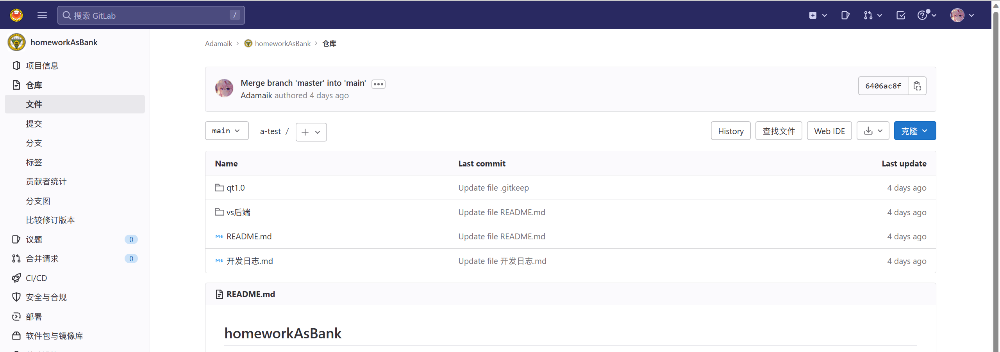 搜索 GitLab
/
homeworkAsBank
项目信息
仓库
文件
提交
分支
标签
贡献者统计
分支图
比较修订版本
议题 0
合并请求 0
CI/CD
安全与合规
部署
软件包与镜像库
Adamaik > homeworkAsBank > 仓库
Merge branch 'master' into 'main'
Adamaik authored 4 days ago
6406ac8f
main
a-test /
History
查找文件
Web IDE
克隆
Name Last commit Last update
qt1.0 Update file .gitkeep 4 days ago
vs后端 Update file README.md 4 days ago
README.md Update file README.md 4 days ago
开发日志.md Update file 开发日志.md 4 days ago
README.md
homeworkAsBank